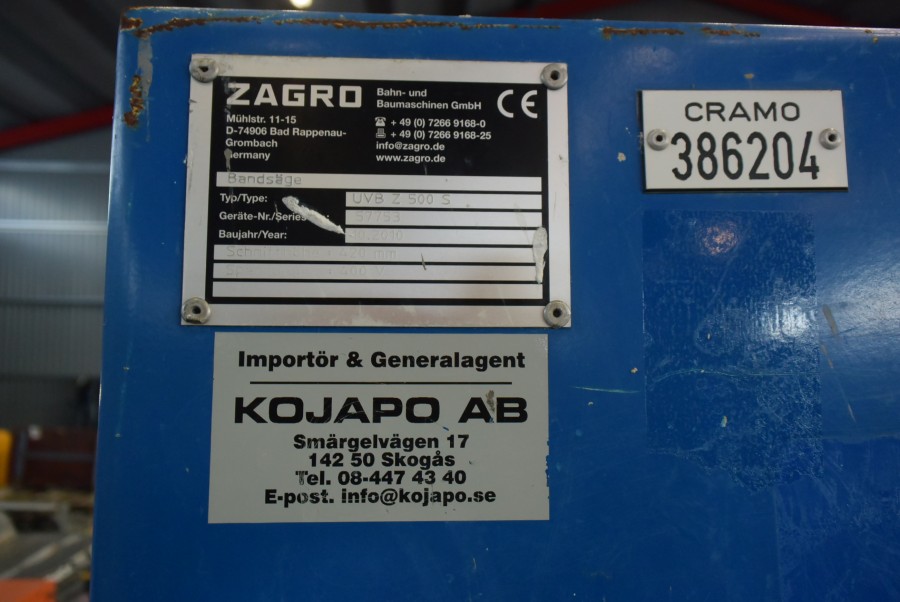 ZAGRO
Bahn- und
Baumaschinen GmbH
CE
Mühlstr. 11-15
D-74906 Bad Rappenau-
Grombach
Germany
☎ + 49 (0) 7266 9168-0
+ 49 (0) 7266 9168-25
info@zagro.de
www.zagro.de
Bandsäge
Typ/Type: UVB Z 500 S
Geräte-Nr./Series 57753
Baujahr/Year: 2010
400 V
CRAMO
386204
Importör & Generalagent
KOJAPO AB
Smärgelvägen 17
142 50 Skogås
Tel. 08-447 43 40
E-post. info@kojapo.se